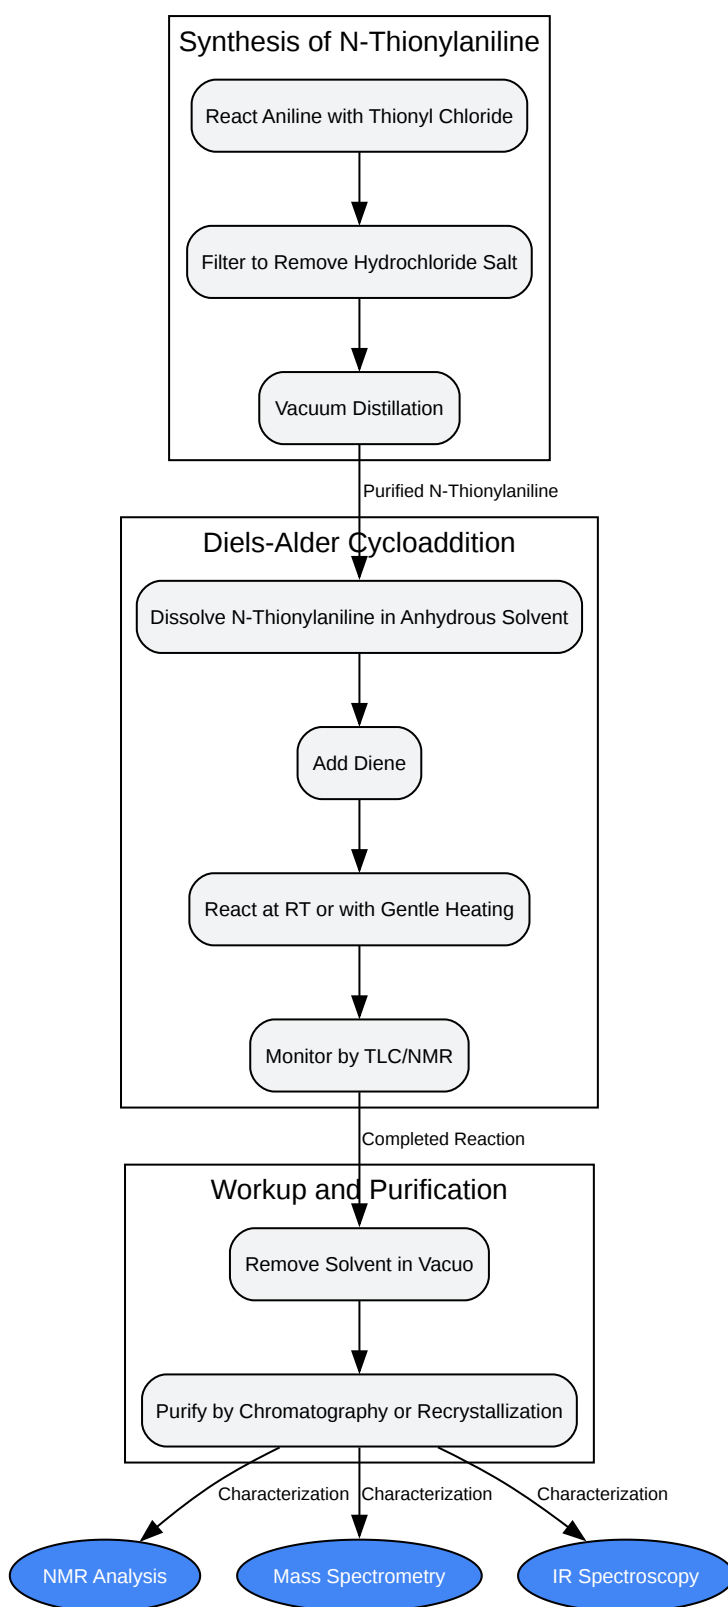 Synthesis of N-Thionylaniline
React Aniline with Thionyl Chloride
Filter to Remove Hydrochloride Salt
Vacuum Distillation
Purified N-Thionylaniline
Diels-Alder Cycloaddition
Dissolve N-Thionylaniline in Anhydrous Solvent
Add Diene
React at RT or with Gentle Heating
Monitor by TLC/NMR
Completed Reaction
Workup and Purification
Remove Solvent in Vacuo
Purify by Chromatography or Recrystallization
Characterization
Characterization
Characterization
NMR Analysis
Mass Spectrometry
IR Spectroscopy